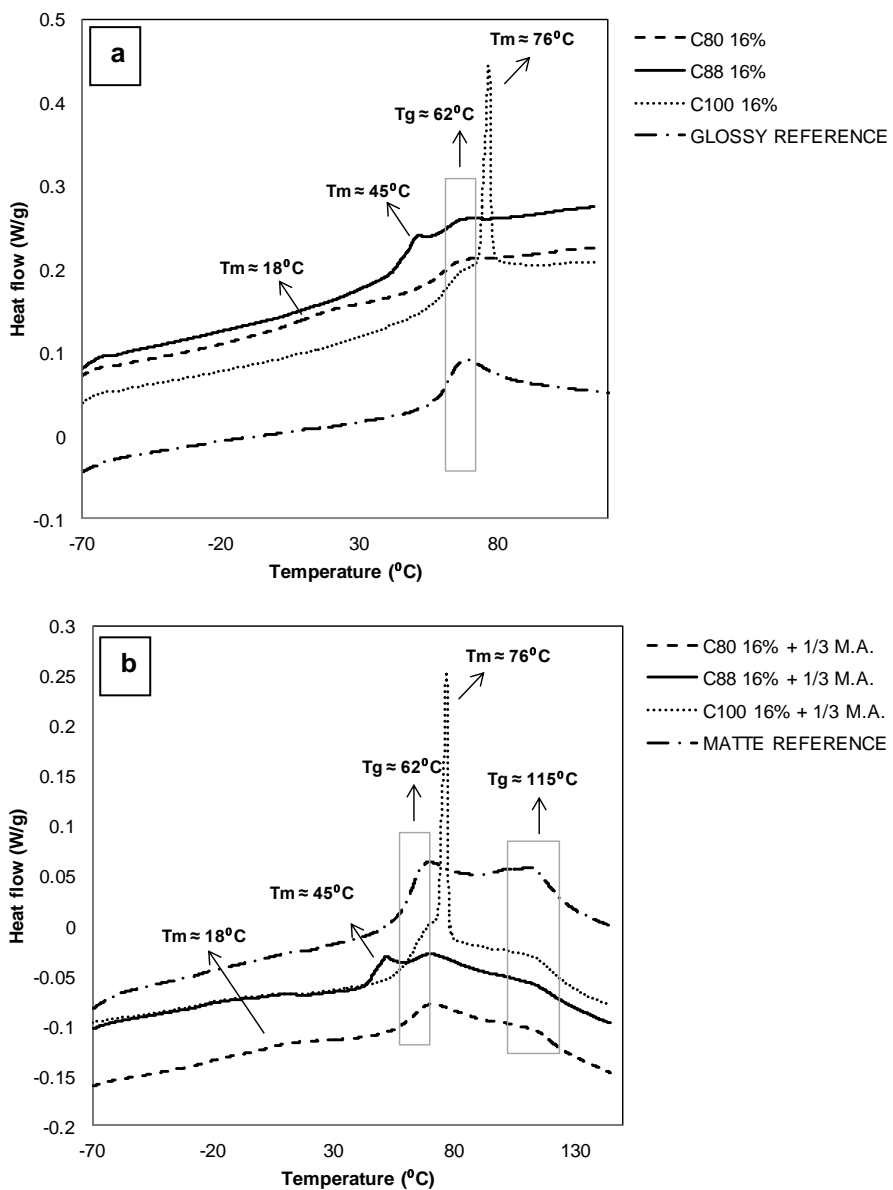 a
Tm ≈ 76⁰C
Tg ≈ 62⁰C
Tm ≈ 45⁰C
Tm ≈ 18⁰C
0.5
0.4
0.3
0.2
0.1
0
-0.1
Heat flow (W/g)
-70
-20
30
80
Temperature (⁰C)
C80 16%
C88 16%
C100 16%
GLOSSY REFERENCE
b
Tm ≈ 76⁰C
Tg ≈ 62⁰C
Tg ≈ 115⁰C
Tm ≈ 45⁰C
Tm ≈ 18⁰C
0.3
0.25
0.2
0.15
0.1
0.05
0
-0.05
-0.1
-0.15
-0.2
Heat flow (W/g)
-70
-20
30
80
130
Temperature (⁰C)
C80 16% + 1/3 M.A.
C88 16% + 1/3 M.A.
C100 16% + 1/3 M.A.
MATTE REFERENCE